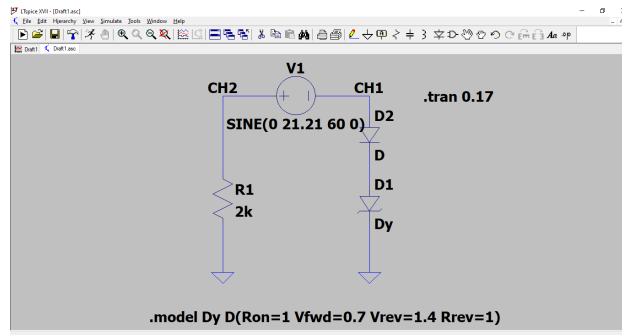 LTspice XVII - [Draft1.asc]
File Edit Hierarchy View Simulate Tools Window Help
Aa .op
Draft1 Draft1.asc
V1
CH2 CH1
.tran 0.17
SINE(0 21.21 60 0)
D2
D
R1
2k
D1
Dy
.model Dy D(Ron=1 Vfwd=0.7 Vrev=1.4 Rrev=1)